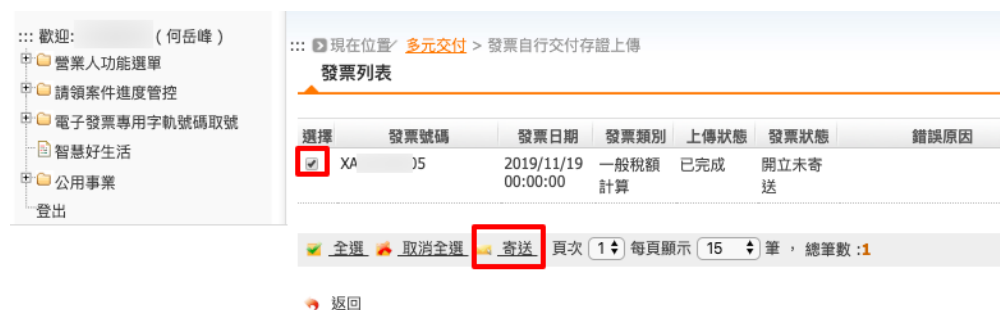 ::: 歡迎: (何岳峰)
營業人功能選單
請領案件進度管控
電子發票專用字軌號碼取號
智慧好生活
公用事業
登出
::: 現在位置╱ 多元交付 > 發票自行交付存證上傳
發票列表
選擇 發票號碼 發票日期 發票類別 上傳狀態 發票狀態 錯誤原因
XA 05 2019/11/19 一般稅額 已完成 開立未寄
00:00:00 計算 送
全選 取消全選 寄送 頁次 1 每頁顯示 15 筆 , 總筆數 :1
返回